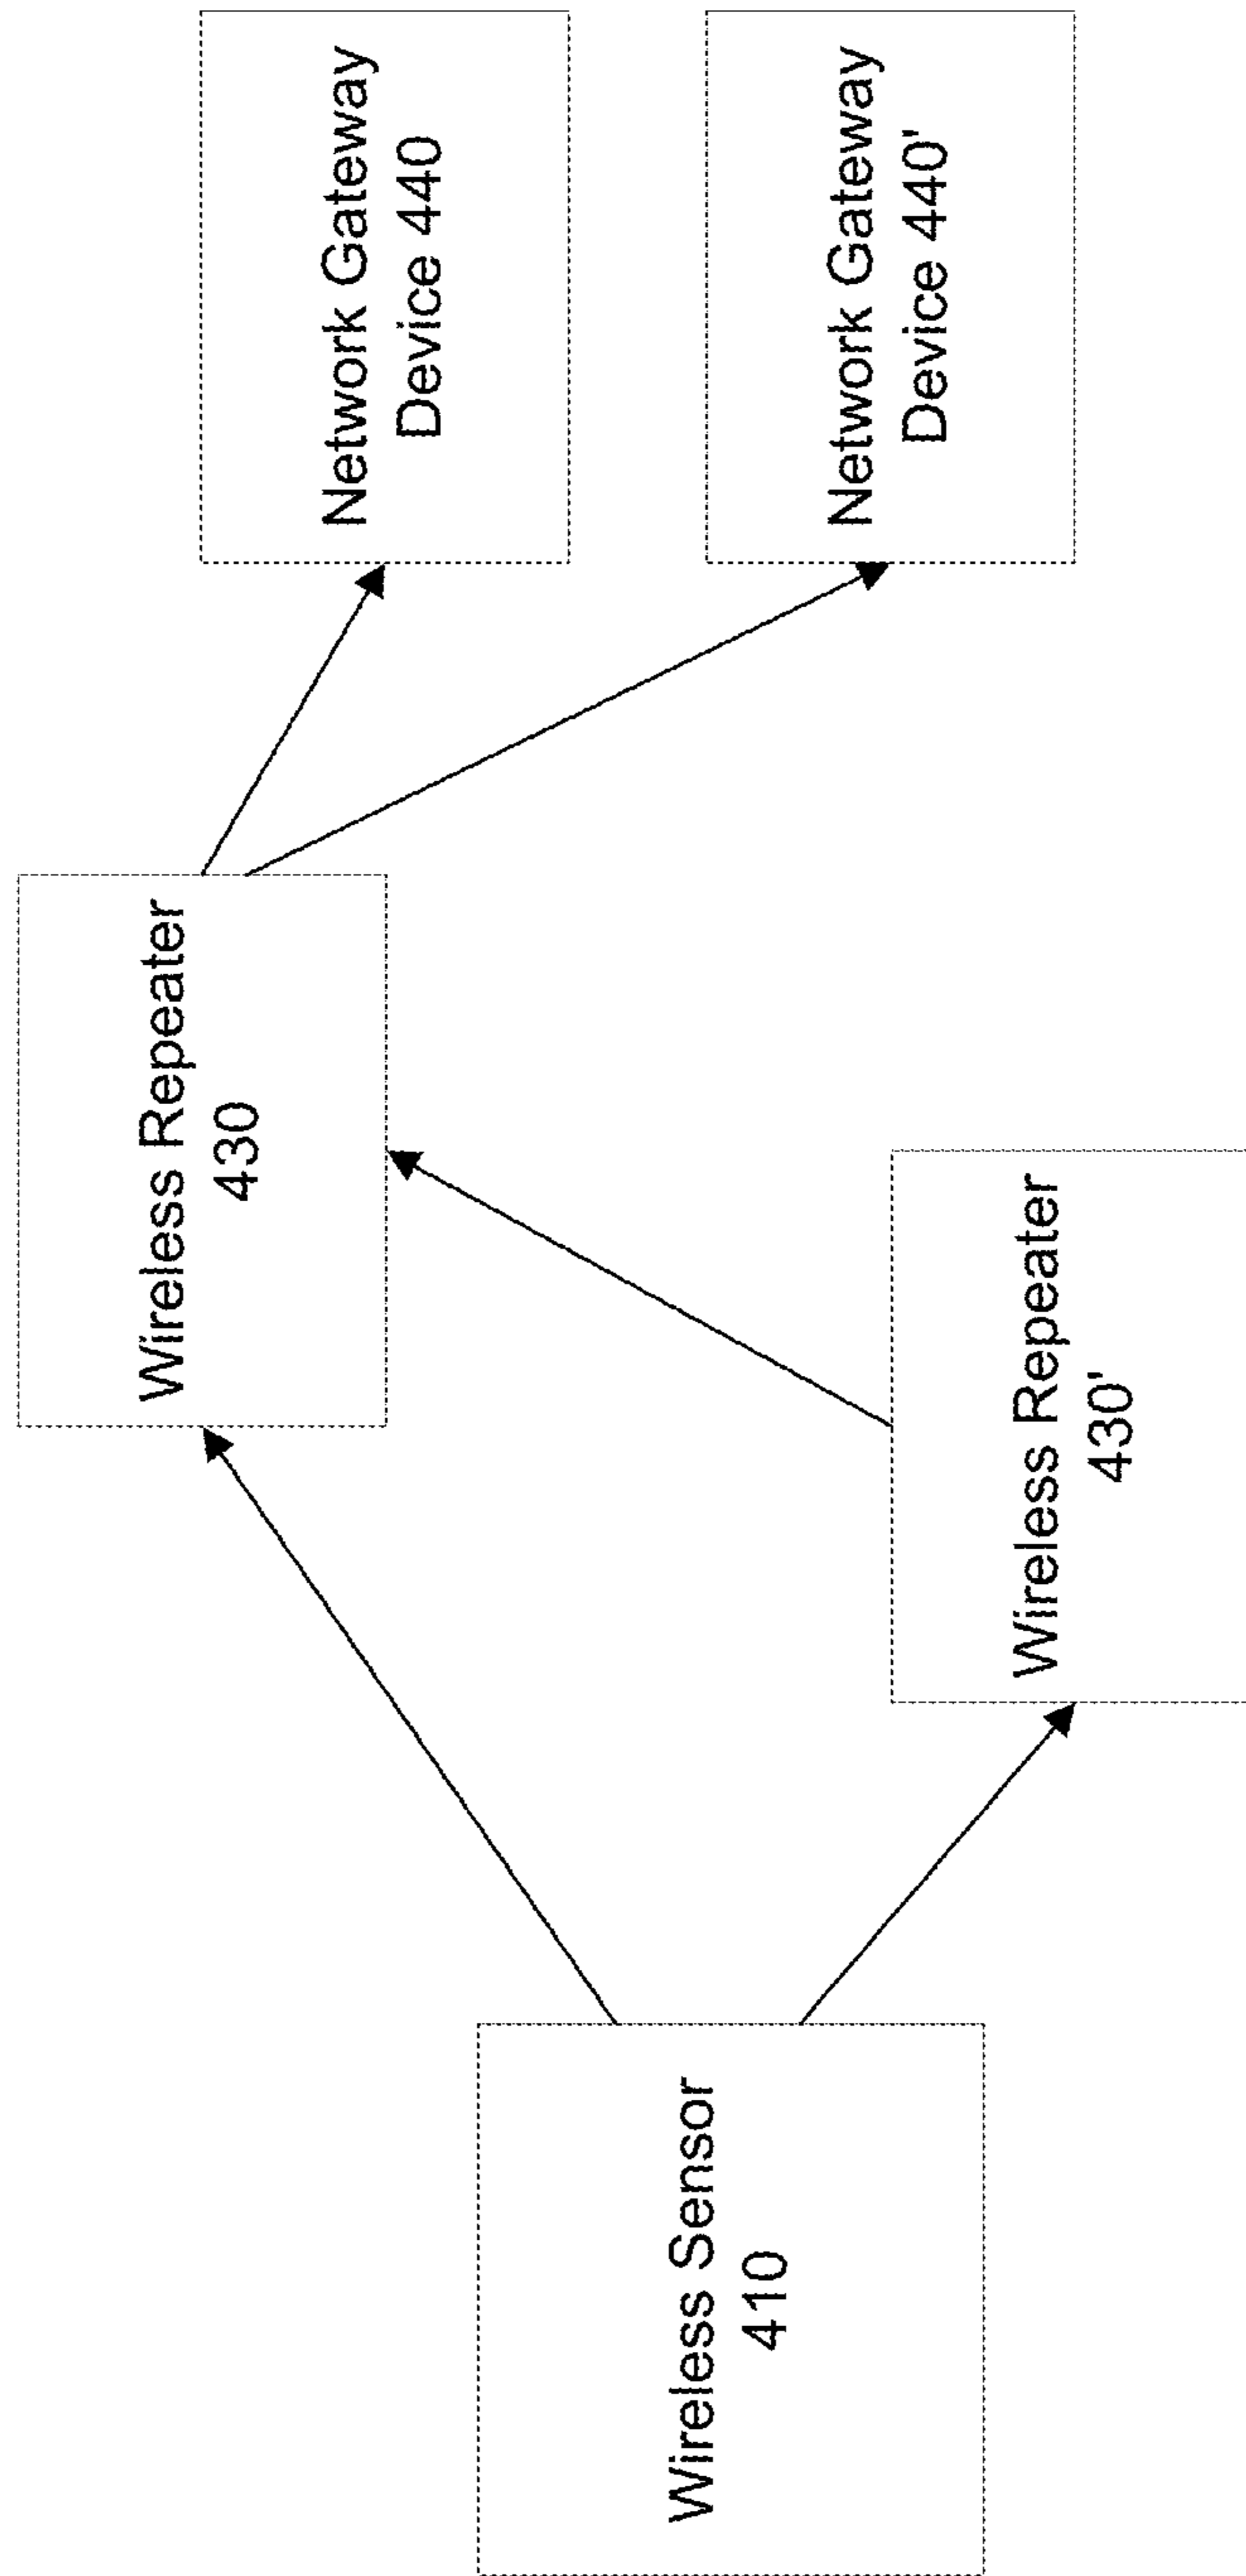 Wireless Sensor
410
Wireless Repeater
430
Wireless Repeater
430'
Network Gateway
Device 440
Network Gateway
Device 440'